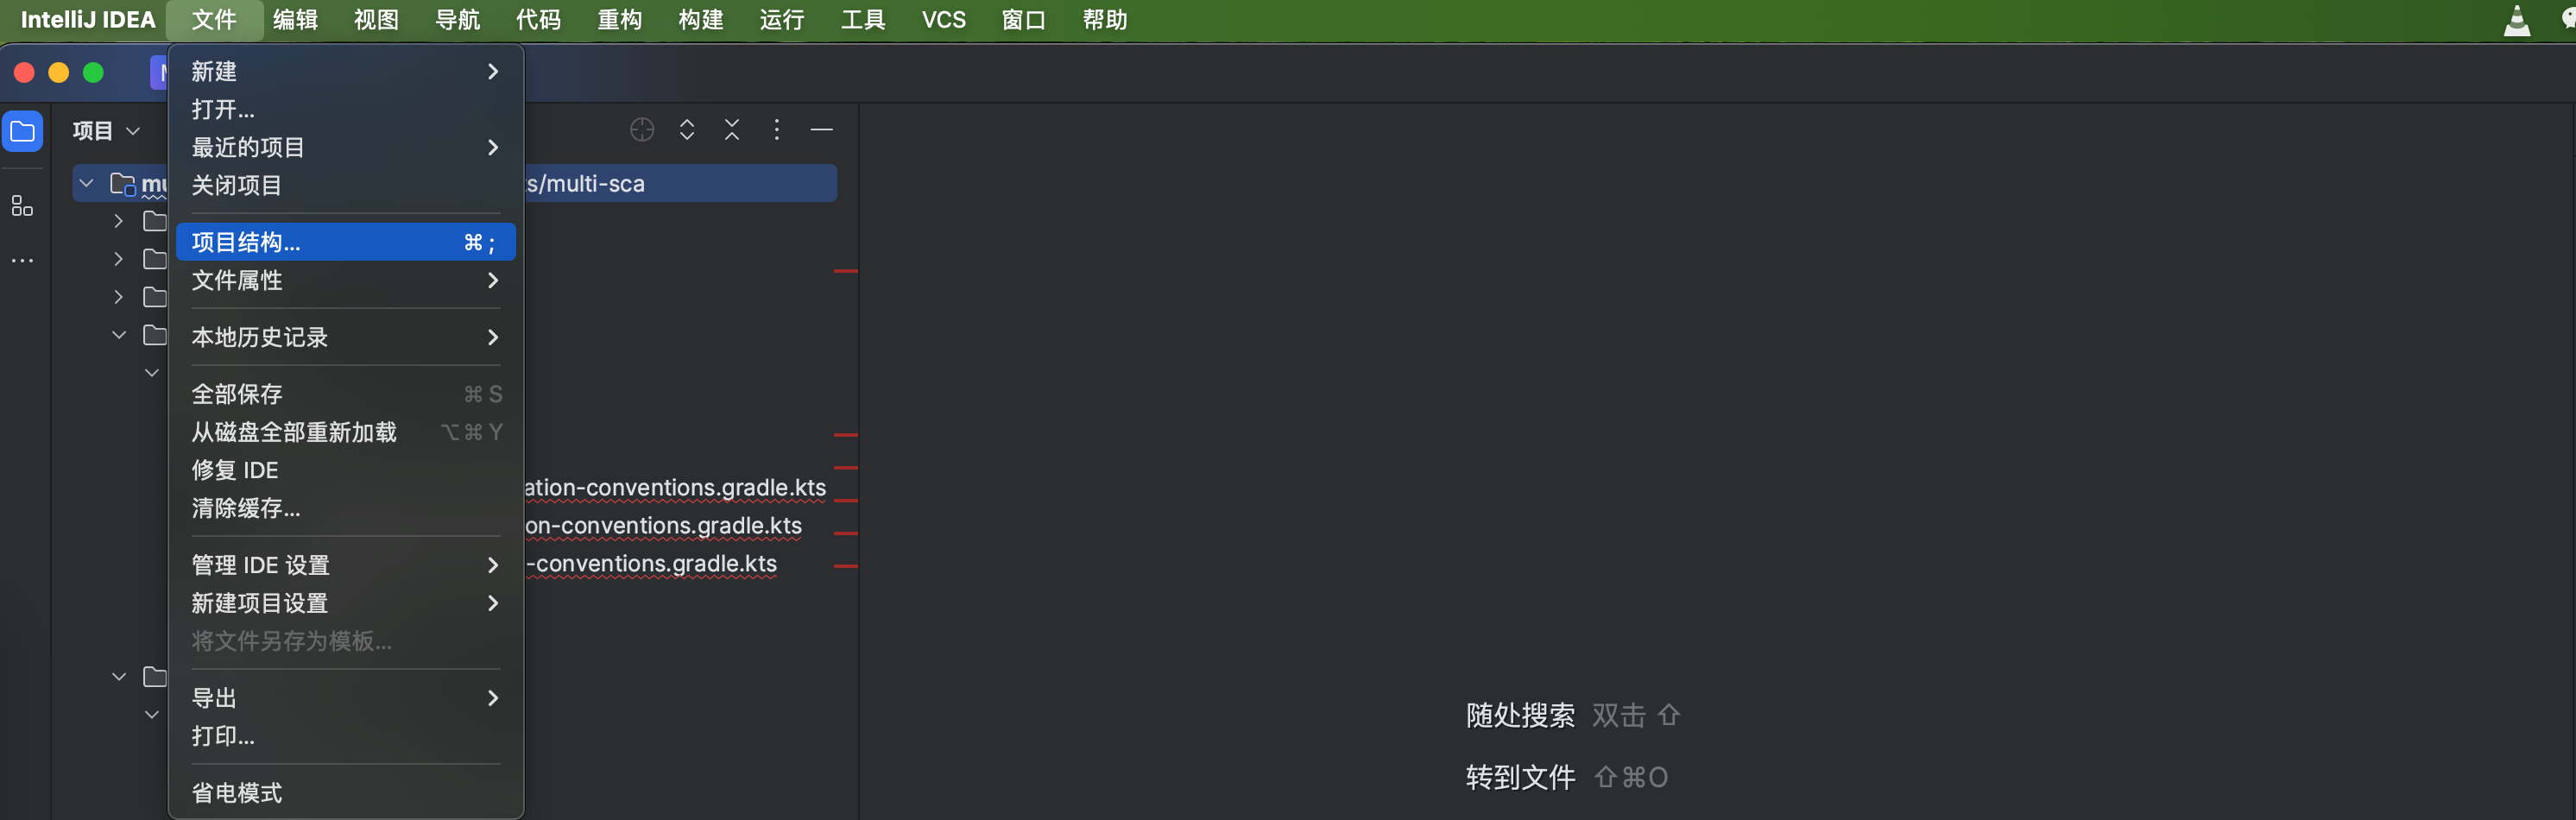 IntelliJ IDEA 文件 编辑 视图 导航 代码 重构 构建 运行 工具 VCS 窗口 帮助
新建
打开...
项目
最近的项目
关闭项目
s/multi-sca
项目结构... ⌘ ;
文件属性
本地历史记录
全部保存 ⌘ S
从磁盘全部重新加载 ⌥ ⌘ Y
修复 IDE
ation-conventions.gradle.kts
清除缓存...
on-conventions.gradle.kts
管理 IDE 设置
-conventions.gradle.kts
新建项目设置
将文件另存为模板...
导出
打印...
随处搜索 双击 ⇧
转到文件 ⇧⌘O
省电模式